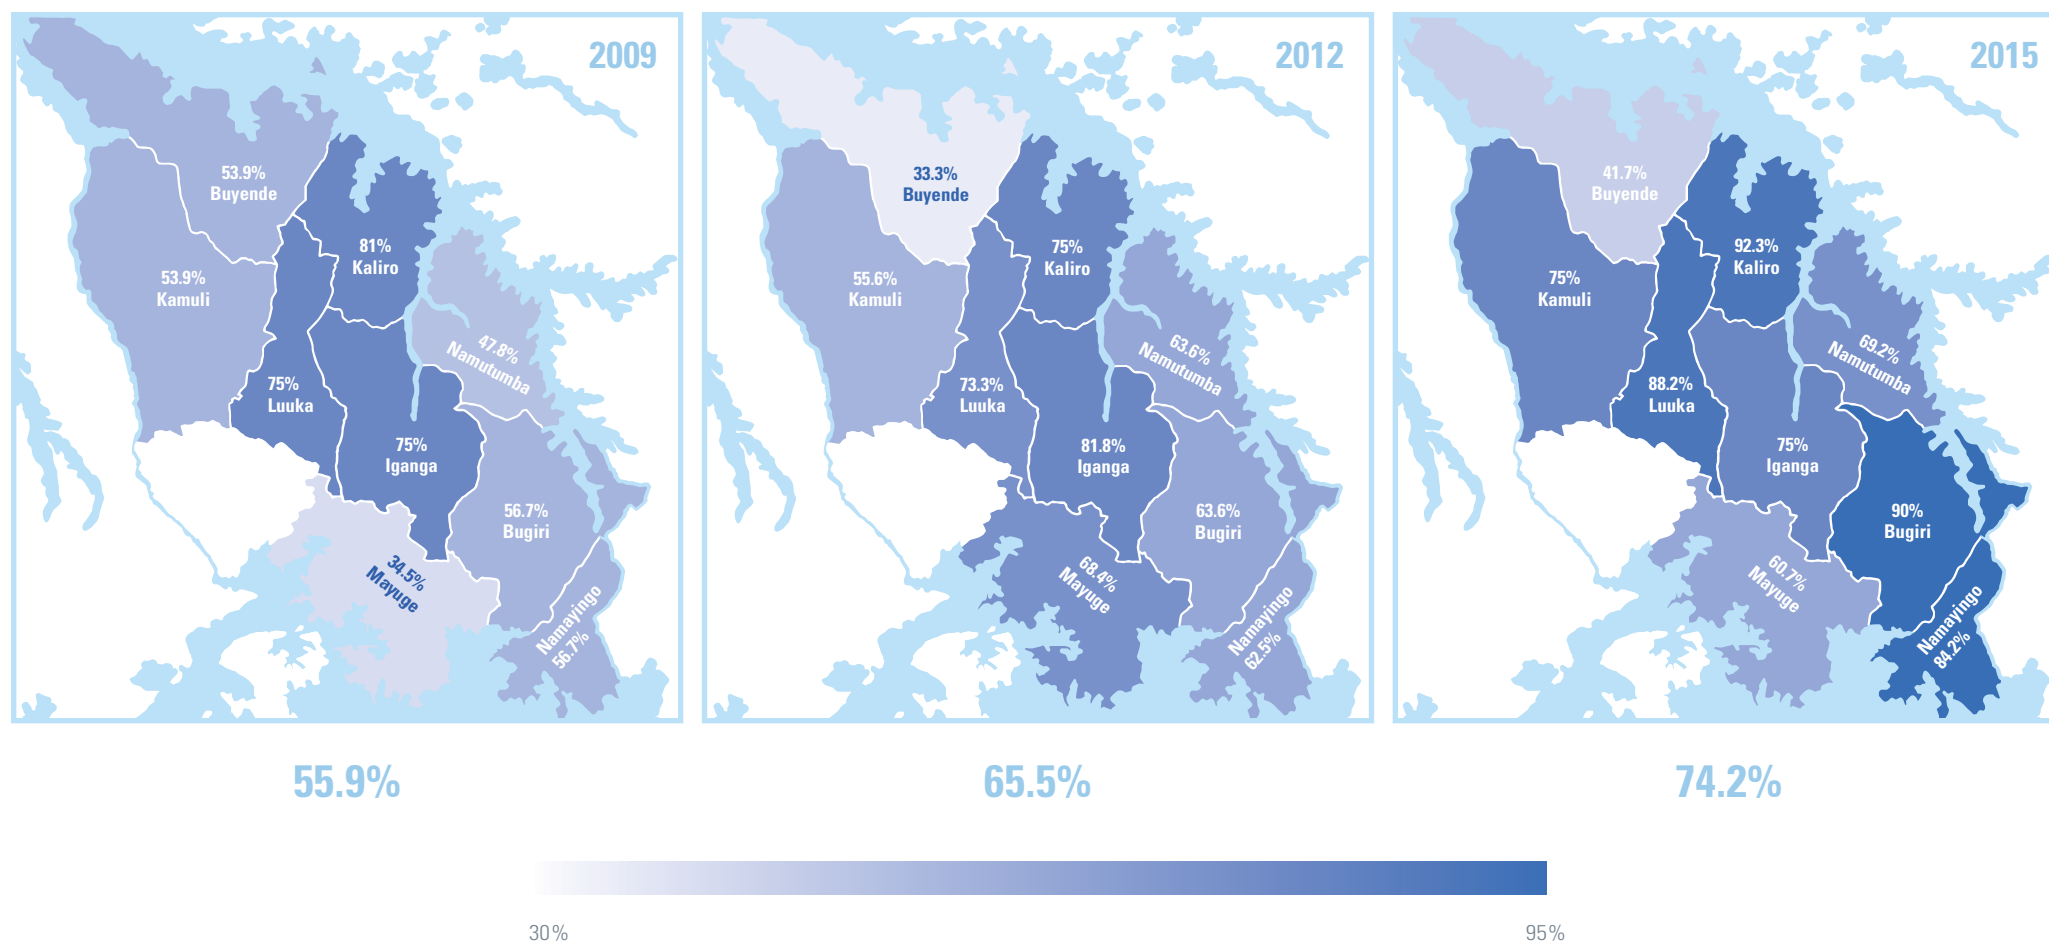 2009
53.9%
Buyende
81%
Kaliro
53.9%
Kamuli
47.8%
Namutumba
75%
Luuka
75%
Iganga
56.7%
Bugiri
34.5%
Mayuge
Namayingo
56.7%
55.9%
2012
33.3%
Buyende
75%
Kaliro
55.6%
Kamuli
63.6%
Namutumba
73.3%
Luuka
81.8%
Iganga
63.6%
Bugiri
68.4%
Mayuge
Namayingo
62.5%
65.5%
2015
41.7%
Buyende
92.3%
Kaliro
75%
Kamuli
69.2%
Namutumba
88.2%
Luuka
75%
Iganga
90%
Bugiri
60.7%
Mayuge
Namayingo
84.2%
74.2%
30%
95%